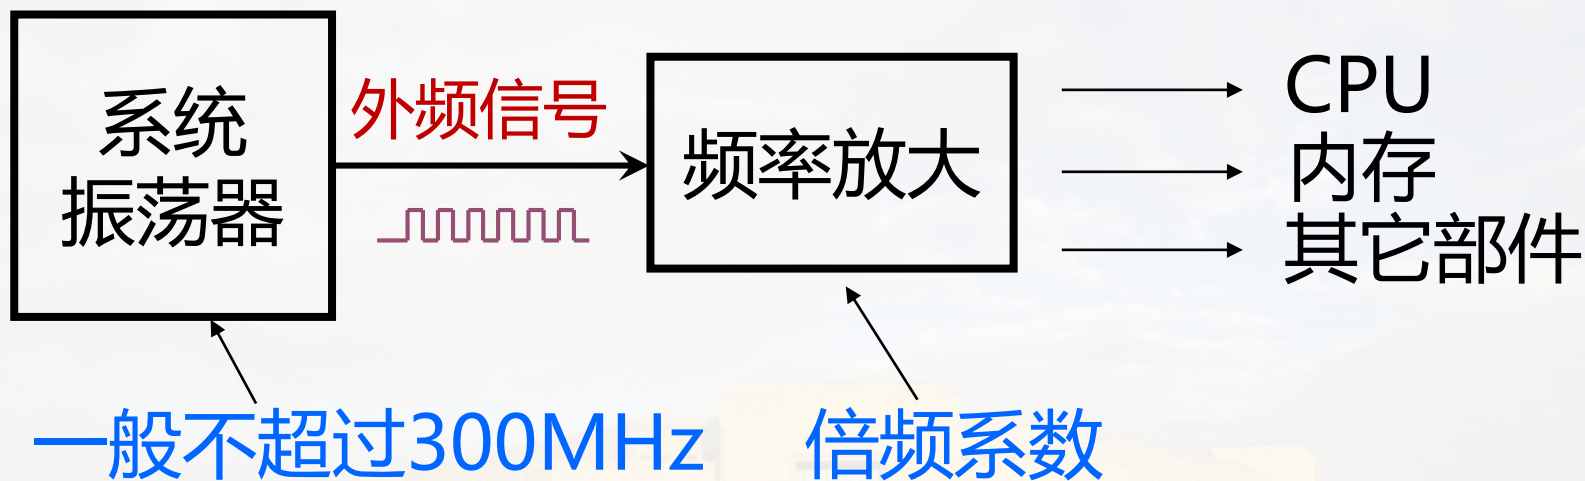 系统
振荡器
外频信号
频率放大
CPU
内存
其它部件
一般不超过300MHz
倍频系数